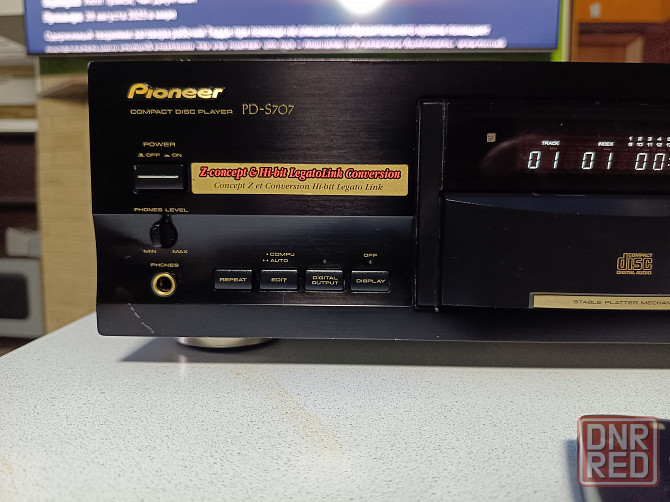 Pioneer
COMPACT DISC PLAYER PD-S707
POWER
OFF ON
Z-concept & Hi-bit LegatoLink Conversion
Concept Z et Conversion Hi-bit Legato Link
PHONES LEVEL
MIN MAX
PHONES
• COMPU
•• AUTO
OFF
REPEAT
EDIT
DIGITAL
OUTPUT
DISPLAY
TRACK INDEX
01 01 00
COMPACT
disc
DIGITAL AUDIO
STABLE PLATTER MECHAN
DNR
RED